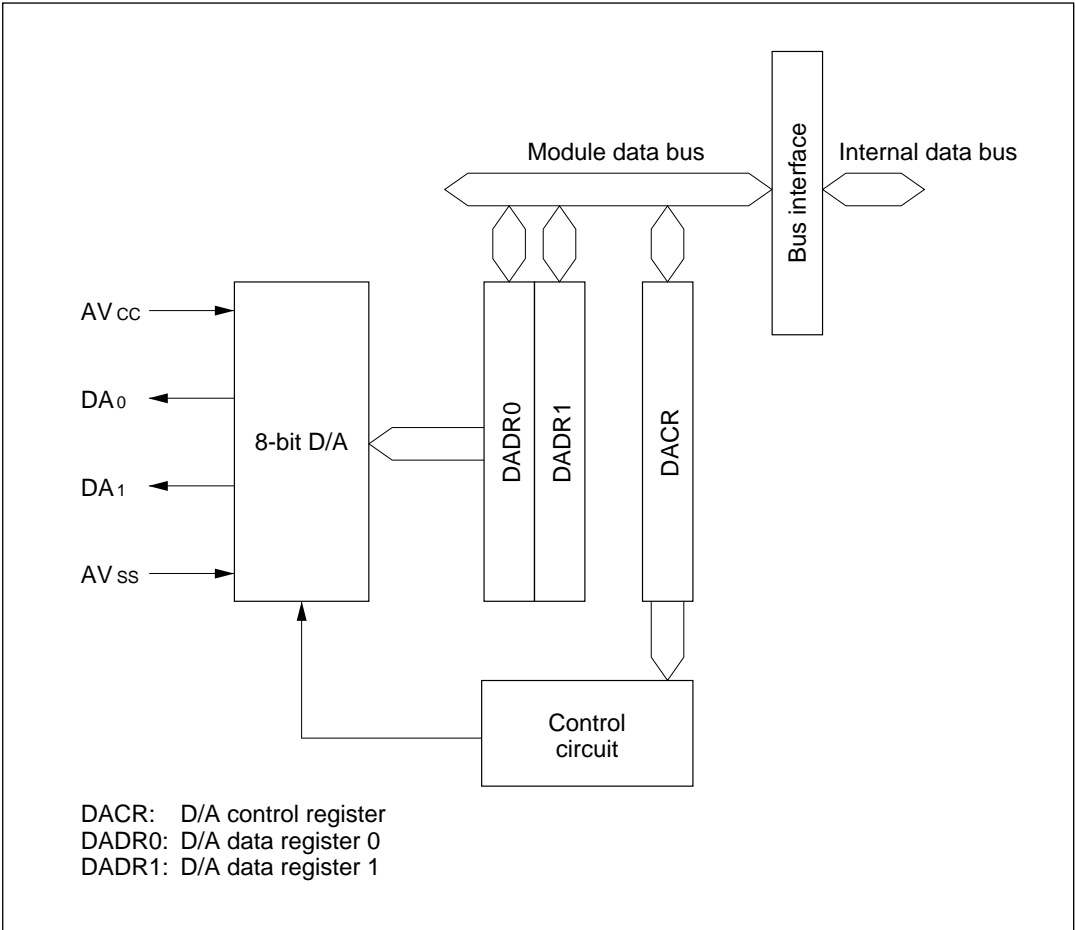 Module data bus
Internal data bus
Bus interface
AVCC
DA0
DA1
AVSS
8-bit D/A
DADR0
DADR1
DACR
Control
circuit
DACR: D/A control register
DADR0: D/A data register 0
DADR1: D/A data register 1